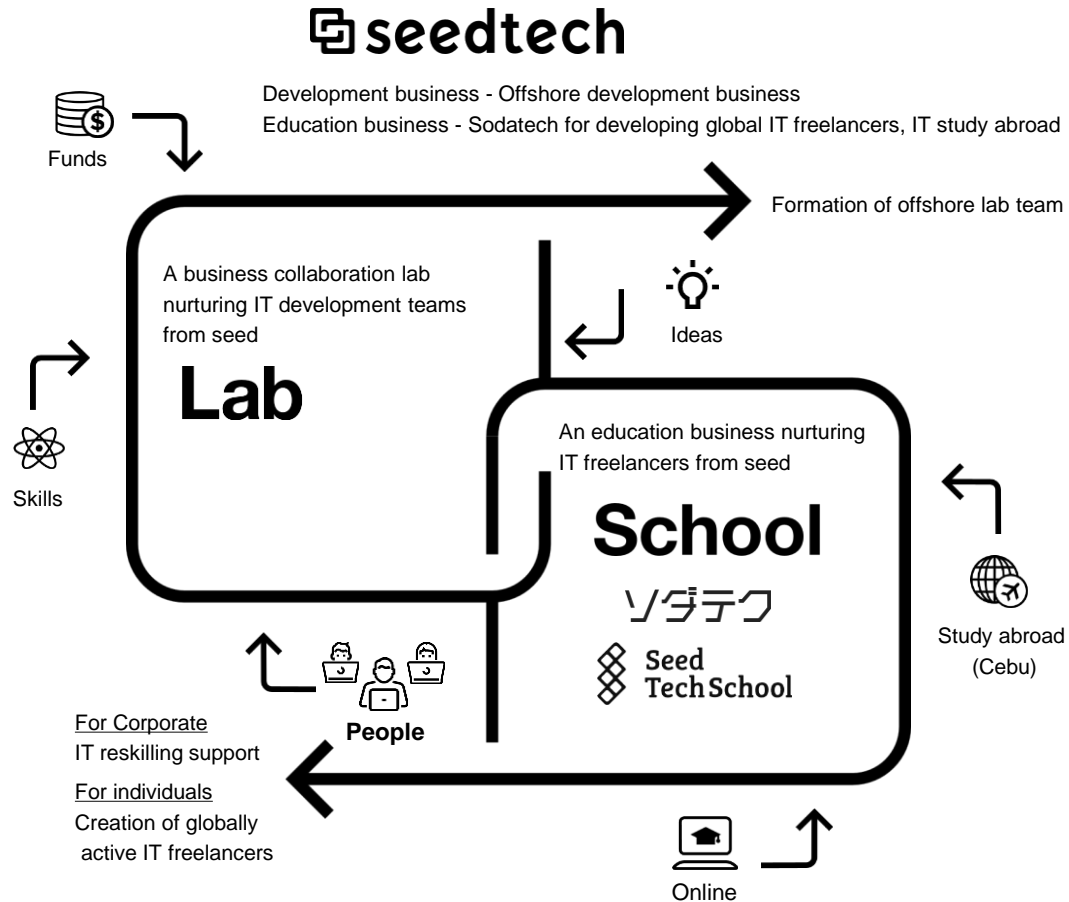 seedtech
Development business - Offshore development business
Education business - Sodatech for developing global IT freelancers, IT study abroad
$
Funds
Formation of offshore lab team
A business collaboration lab
nurturing IT development teams
from seed
Lab
Ideas
Skills
An education business nurturing
IT freelancers from seed
School
ソダテク
Seed
Tech School
Study abroad
(Cebu)
People
For Corporate
IT reskilling support
For individuals
Creation of globally
active IT freelancers
Online